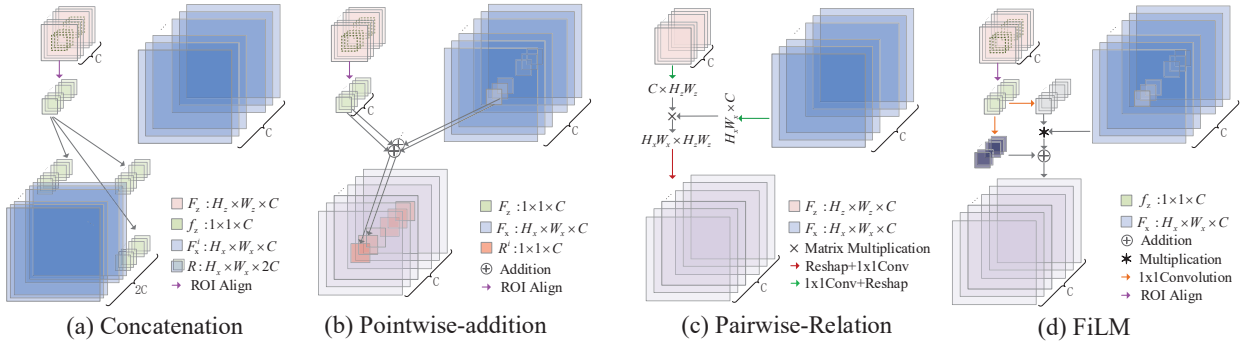 C
C
F_z : H_z × W_z × C
f_z : 1×1×C
F_x^i : H_x × W_x × C
R : H_x × W_x × 2C
ROI Align
2C
(a) Concatenation
C
C
F_z : 1×1×C
F_x : H_x × W_x × C
R^i : 1×1×C
Addition
ROI Align
C
(b) Pointwise-addition
C
C
C × H_z W_z
H_x W_x × C
×
H_x W_x × H_z W_z
F_z : H_z × W_z × C
F_x : H_x × W_x × C
× Matrix Multiplication
Reshap+1x1Conv
1x1Conv+Reshap
C
(c) Pairwise-Relation
C
C
f_z : 1×1×C
F_x : H_x × W_x × C
Addition
Multiplication
1x1Convolution
ROI Align
C
(d) FiLM